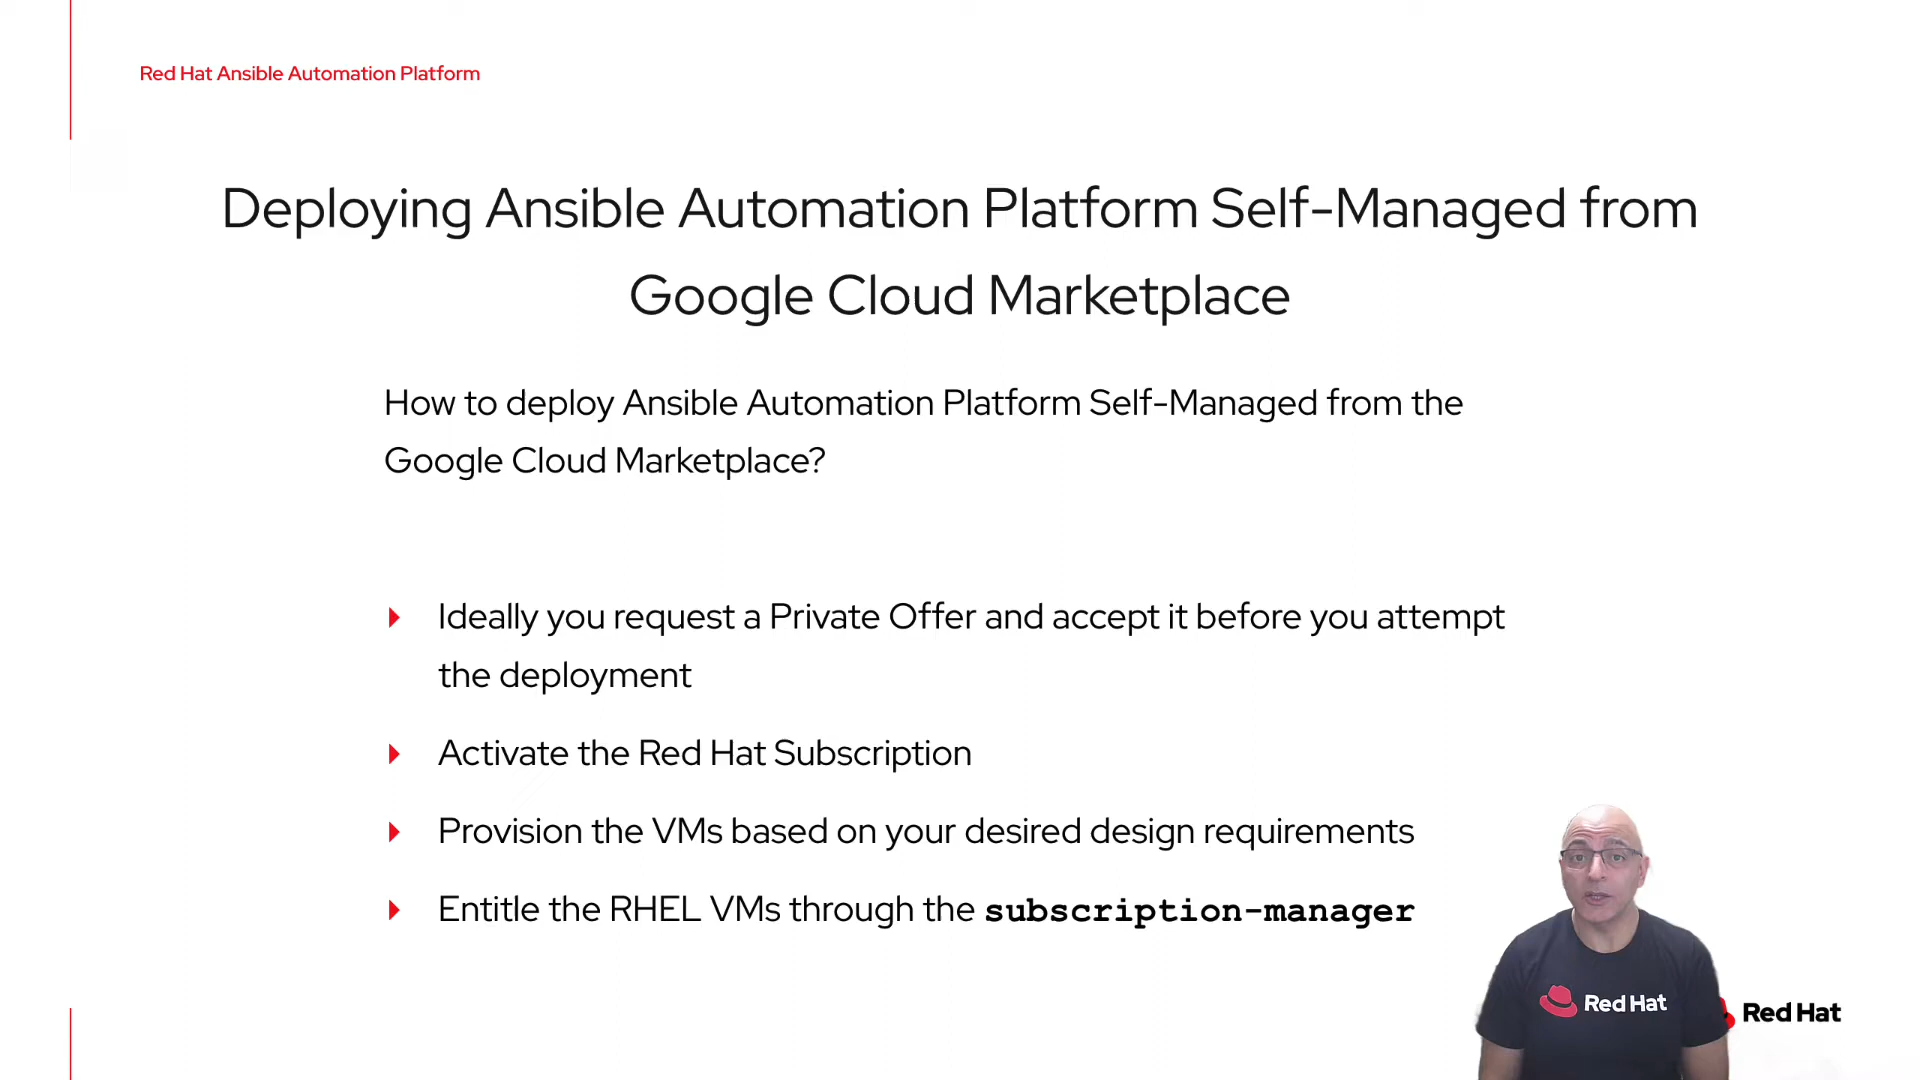 Red Hat Ansible Automation Platform
Deploying Ansible Automation Platform Self-Managed from
Google Cloud Marketplace
How to deploy Ansible Automation Platform Self-Managed from the
Google Cloud Marketplace?
Ideally you request a Private Offer and accept it before you attempt
the deployment
Activate the Red Hat Subscription
Provision the VMs based on your desired design requirements
Entitle the RHEL VMs through the subscription-manager
Red Hat
Red Hat